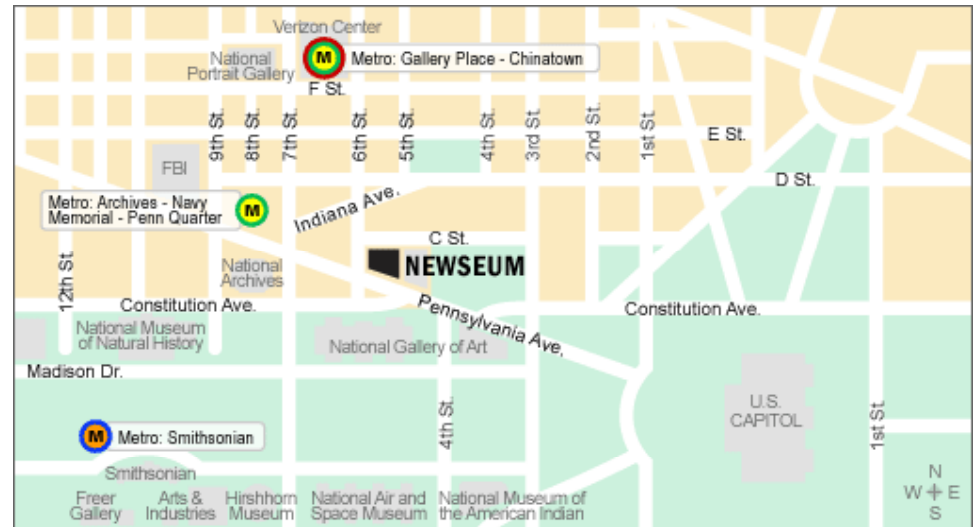 Verizon Center
National
Portrait Gallery
M
Metro: Gallery Place - Chinatown
F St.
9th St.
8th St.
7th St.
6th St.
5th St.
4th St.
3rd St.
2nd St.
1st St.
E St.
FBI
D St.
Metro: Archives - Navy
Memorial - Penn Quarter
M
Indiana Ave.
C St.
NEWSEUM
National
Archives
12th St.
Constitution Ave.
Pennsylvania Ave.
Constitution Ave.
National Museum
of Natural History
National Gallery of Art
Madison Dr.
U.S.
CAPITOL
4th St.
1st St.
M
Metro: Smithsonian
Smithsonian
Freer
Gallery
Arts &
Industries
Hirshhorn
Museum
National Air and
Space Museum
National Museum of
the American Indian
N
W E
S